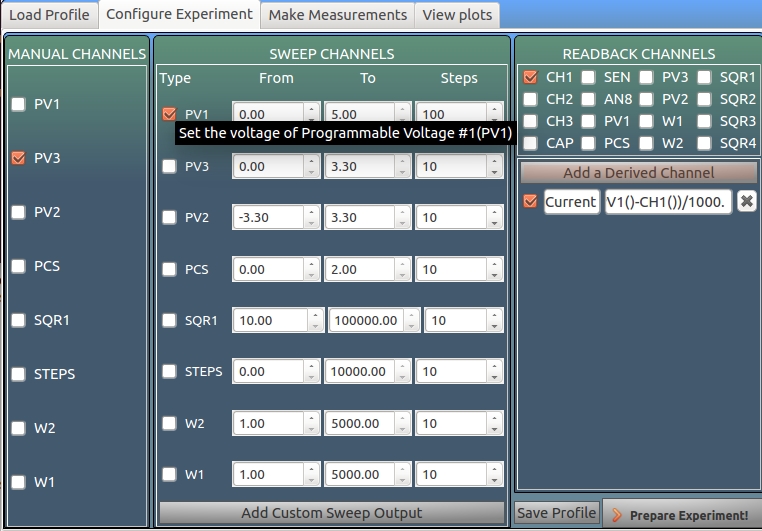 Load Profile Configure Experiment Make Measurements View plots
MANUAL CHANNELS
PV1
PV3
PV2
PCS
SQR1
STEPS
W2
W1
SWEEP CHANNELS
Type From To Steps
PV1 0.00 5.00 100
Set the voltage of Programmable Voltage #1(PV1)
PV3 0.00 3.30 10
PV2 -3.30 3.30 10
PCS 0.00 2.00 10
SQR1 10.00 100000.00 10
STEPS 0.00 10000.00 10
W2 1.00 5000.00 10
W1 1.00 5000.00 10
Add Custom Sweep Output
READBACK CHANNELS
CH1 SEN PV3 SQR1
CH2 AN8 PV2 SQR2
CH3 PV1 W1 SQR3
CAP PCS W2 SQR4
Add a Derived Channel
Current V1()-CH1())/1000.
Save Profile Prepare Experiment!